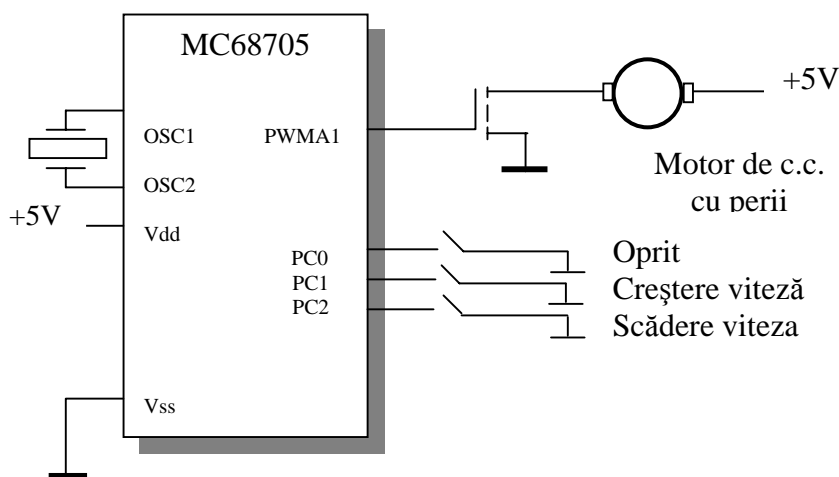 MC68705
OSC1
PWMA1
+5V
OSC2
Motor de c.c.
cu perii
+5V
Vdd
PC0
Oprit
PC1
Creştere viteză
PC2
Scădere viteza
Vss